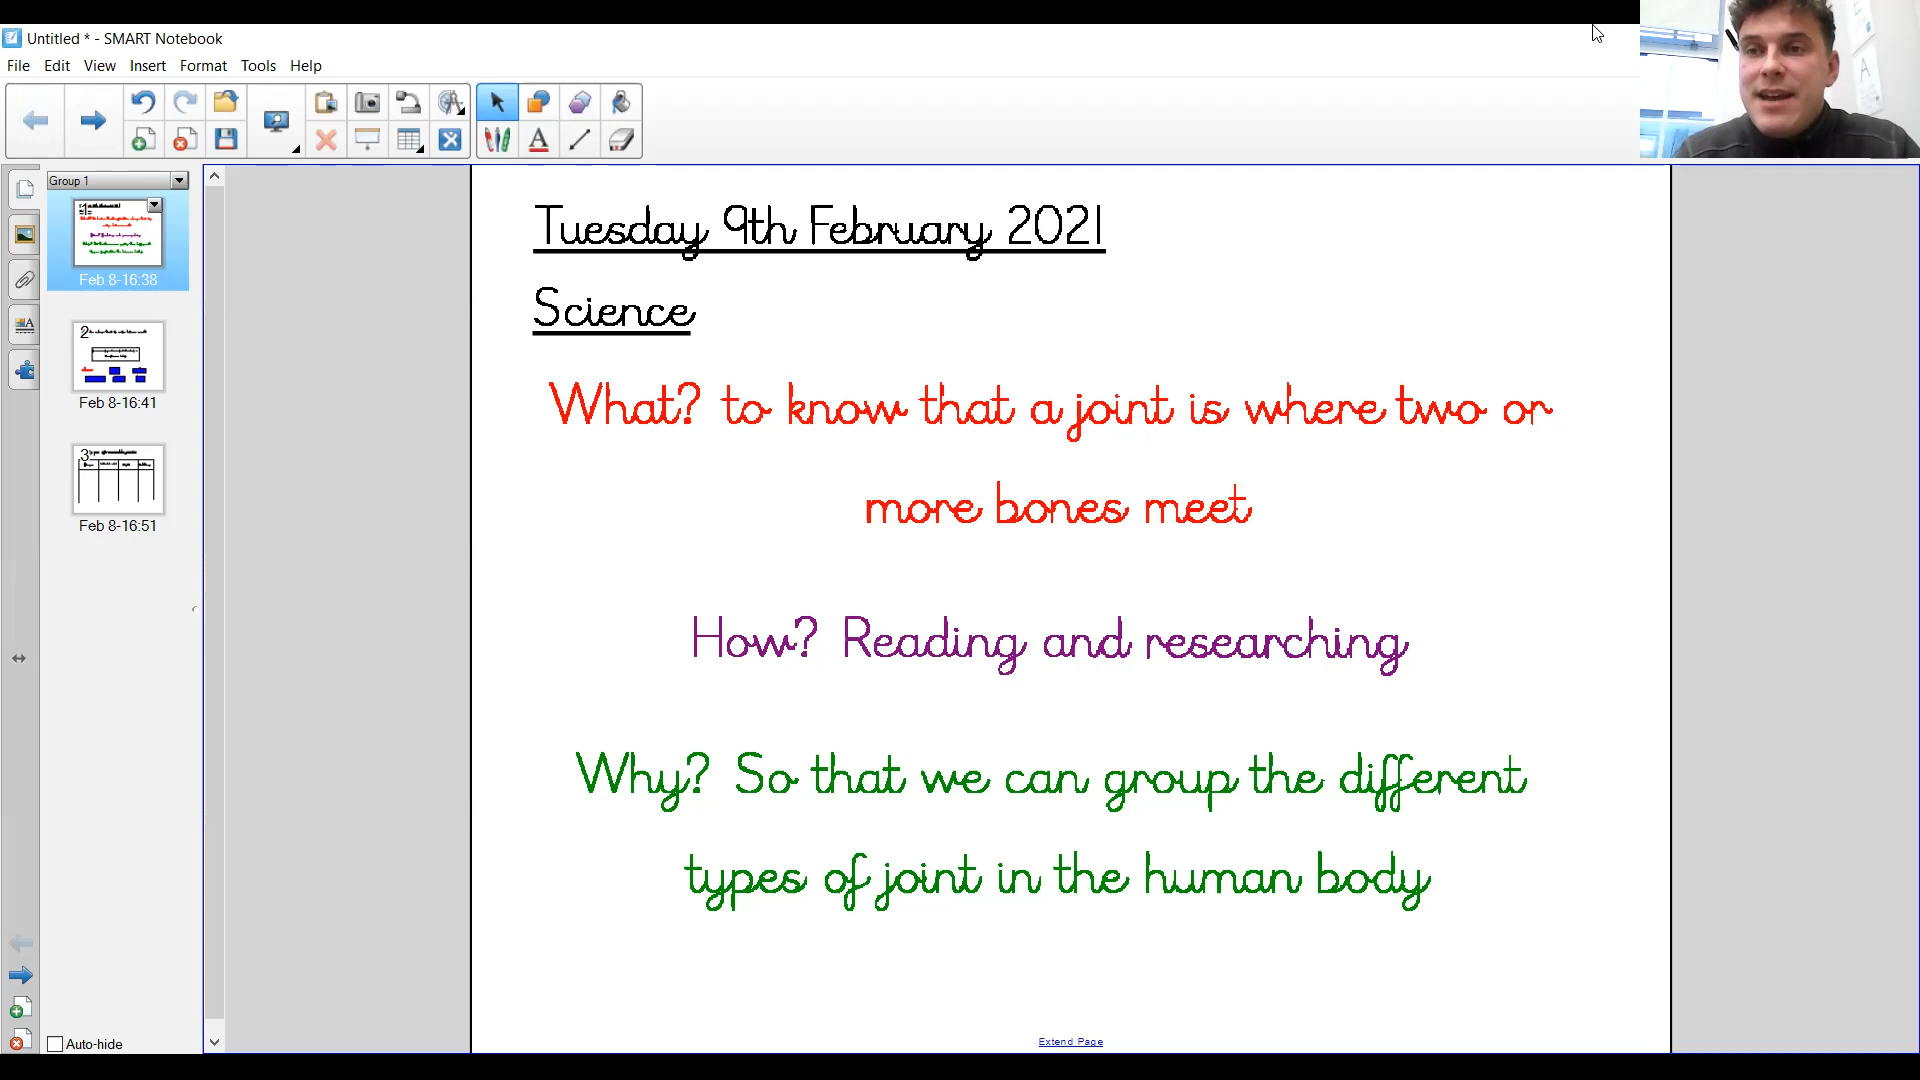 Untitled * - SMART Notebook
File Edit View Insert Format Tools Help
Group 1
Tuesday 9th February 2021
Science
What? to know that a joint is where two or
more bones meet
How? Reading and researching
Why? So that we can group the different
types of joint in the human body
Feb 8-16:38
2
Feb 8-16:41
3
Feb 8-16:51
Auto-hide
Extend Page